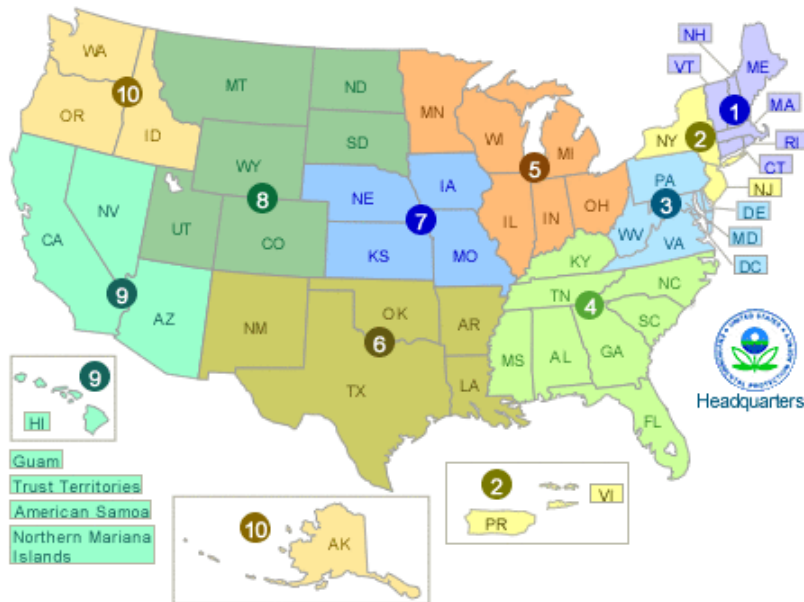 NH
WA
VT
ME
MT
ND
10
MN
1
MA
OR
ID
SD
WI
NY
2
RI
MI
CT
WY
5
PA
NJ
IA
NE
8
3
NV
7
IL
IN
OH
DE
UT
CO
WV
CA
VA
MD
KS
MO
KY
DC
NC
9
TN
4
OK
AR
AZ
NM
SC
6
MS
AL
GA
9
TX
LA
Headquarters
HI
FL
Guam
2
Trust Territories
VI
American Samoa
PR
10
Northern Mariana
Islands
AK